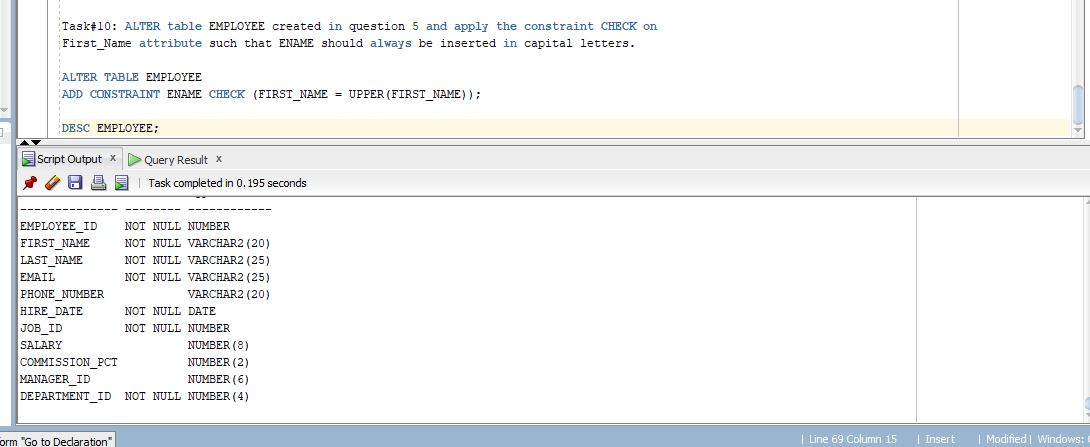 Task#10: ALTER table EMPLOYEE created in question 5 and apply the constraint CHECK on
First_Name attribute such that ENAME should always be inserted in capital letters.
ALTER TABLE EMPLOYEE
ADD CONSTRAINT ENAME CHECK (FIRST_NAME = UPPER(FIRST_NAME));
DESC EMPLOYEE;
Script Output x Query Result x
Task completed in 0.195 seconds
-------------- -------- ------------
EMPLOYEE_ID NOT NULL NUMBER
FIRST_NAME NOT NULL VARCHAR2(20)
LAST_NAME NOT NULL VARCHAR2(25)
EMAIL NOT NULL VARCHAR2(25)
PHONE_NUMBER VARCHAR2(20)
HIRE_DATE NOT NULL DATE
JOB_ID NOT NULL NUMBER
SALARY NUMBER(8)
COMMISSION_PCT NUMBER(2)
MANAGER_ID NUMBER(6)
DEPARTMENT_ID NOT NULL NUMBER(4)
orm "Go to Declaration" | Line 69 Column 15 | Insert | Modified | Windows: